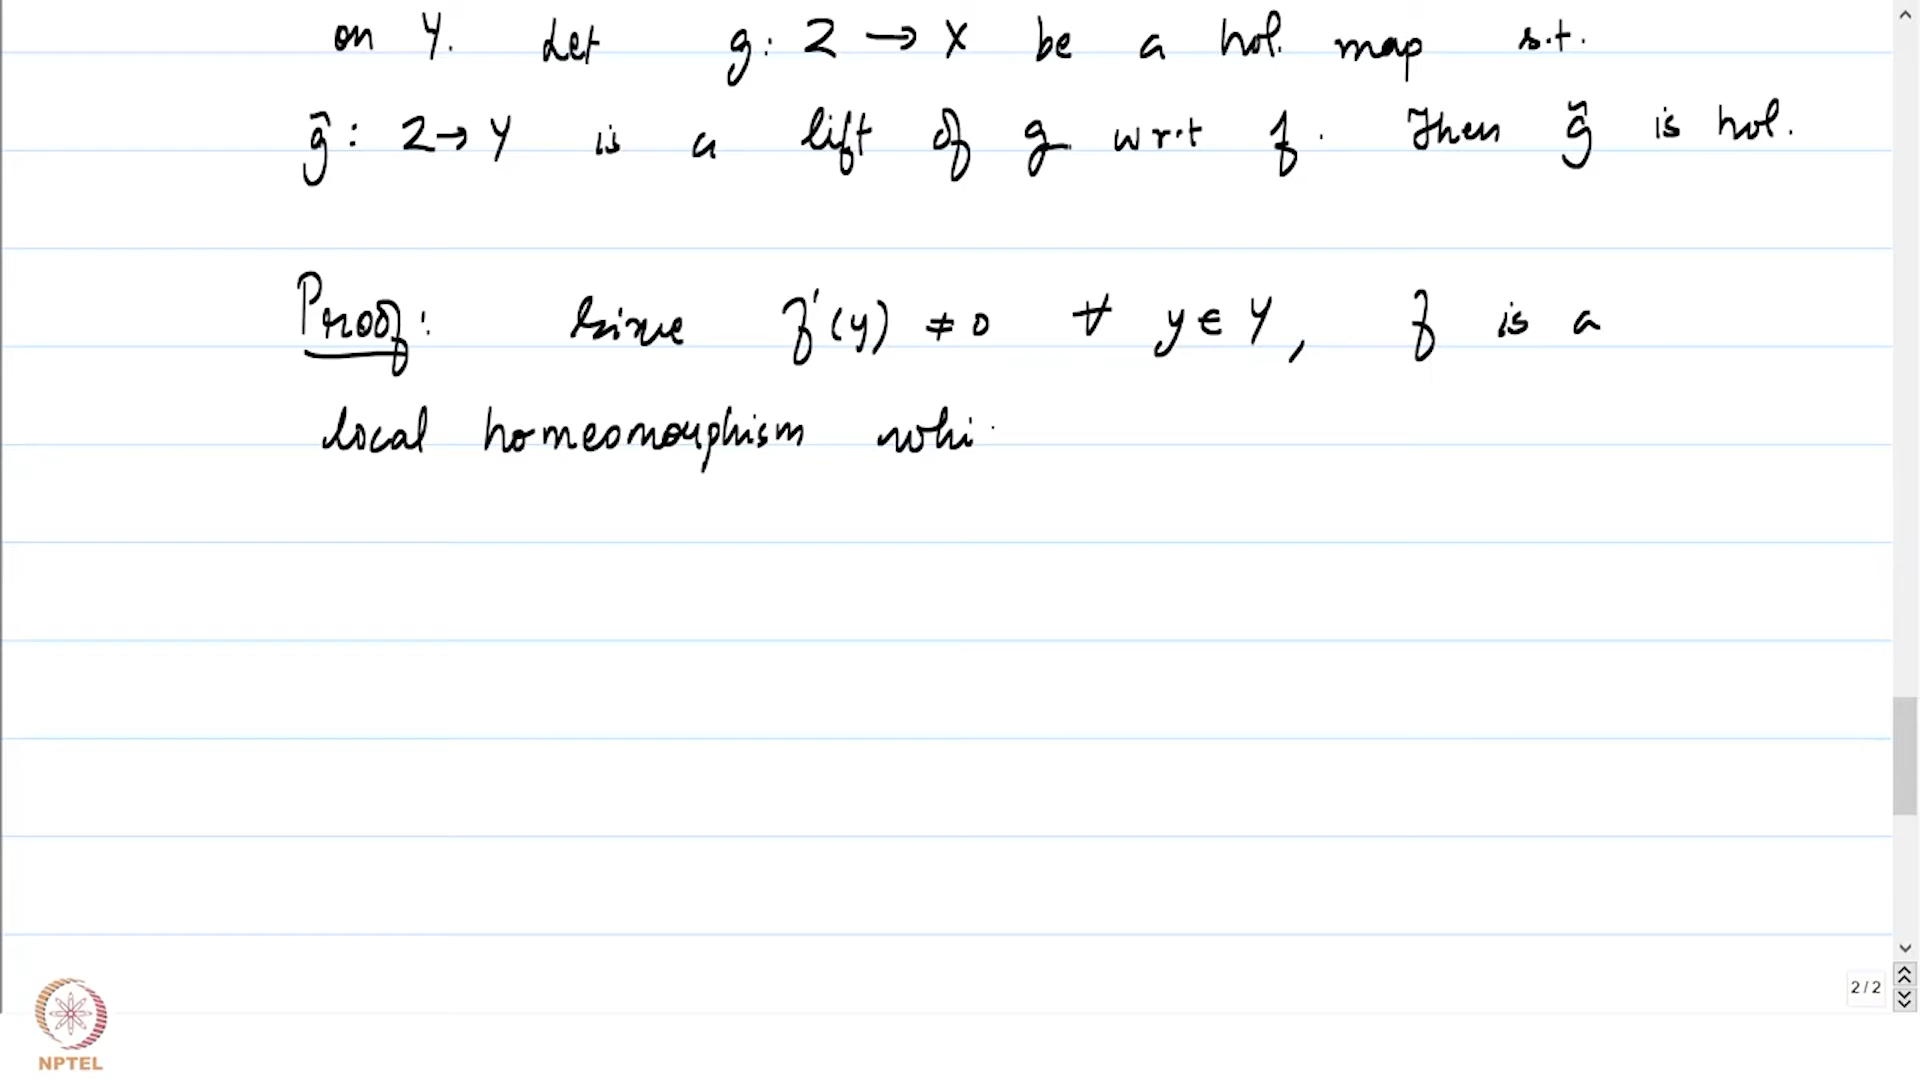 on Y. Let g: Z → X be a hol. map s.t.
g̃: Z → Y is a lift of g w.r.t f. Then g̃ is hol.
Proof: Since f'(y) ≠ 0 ∀ y ∈ Y, f is a
local homeomorphism whi
2 / 2
NPTEL